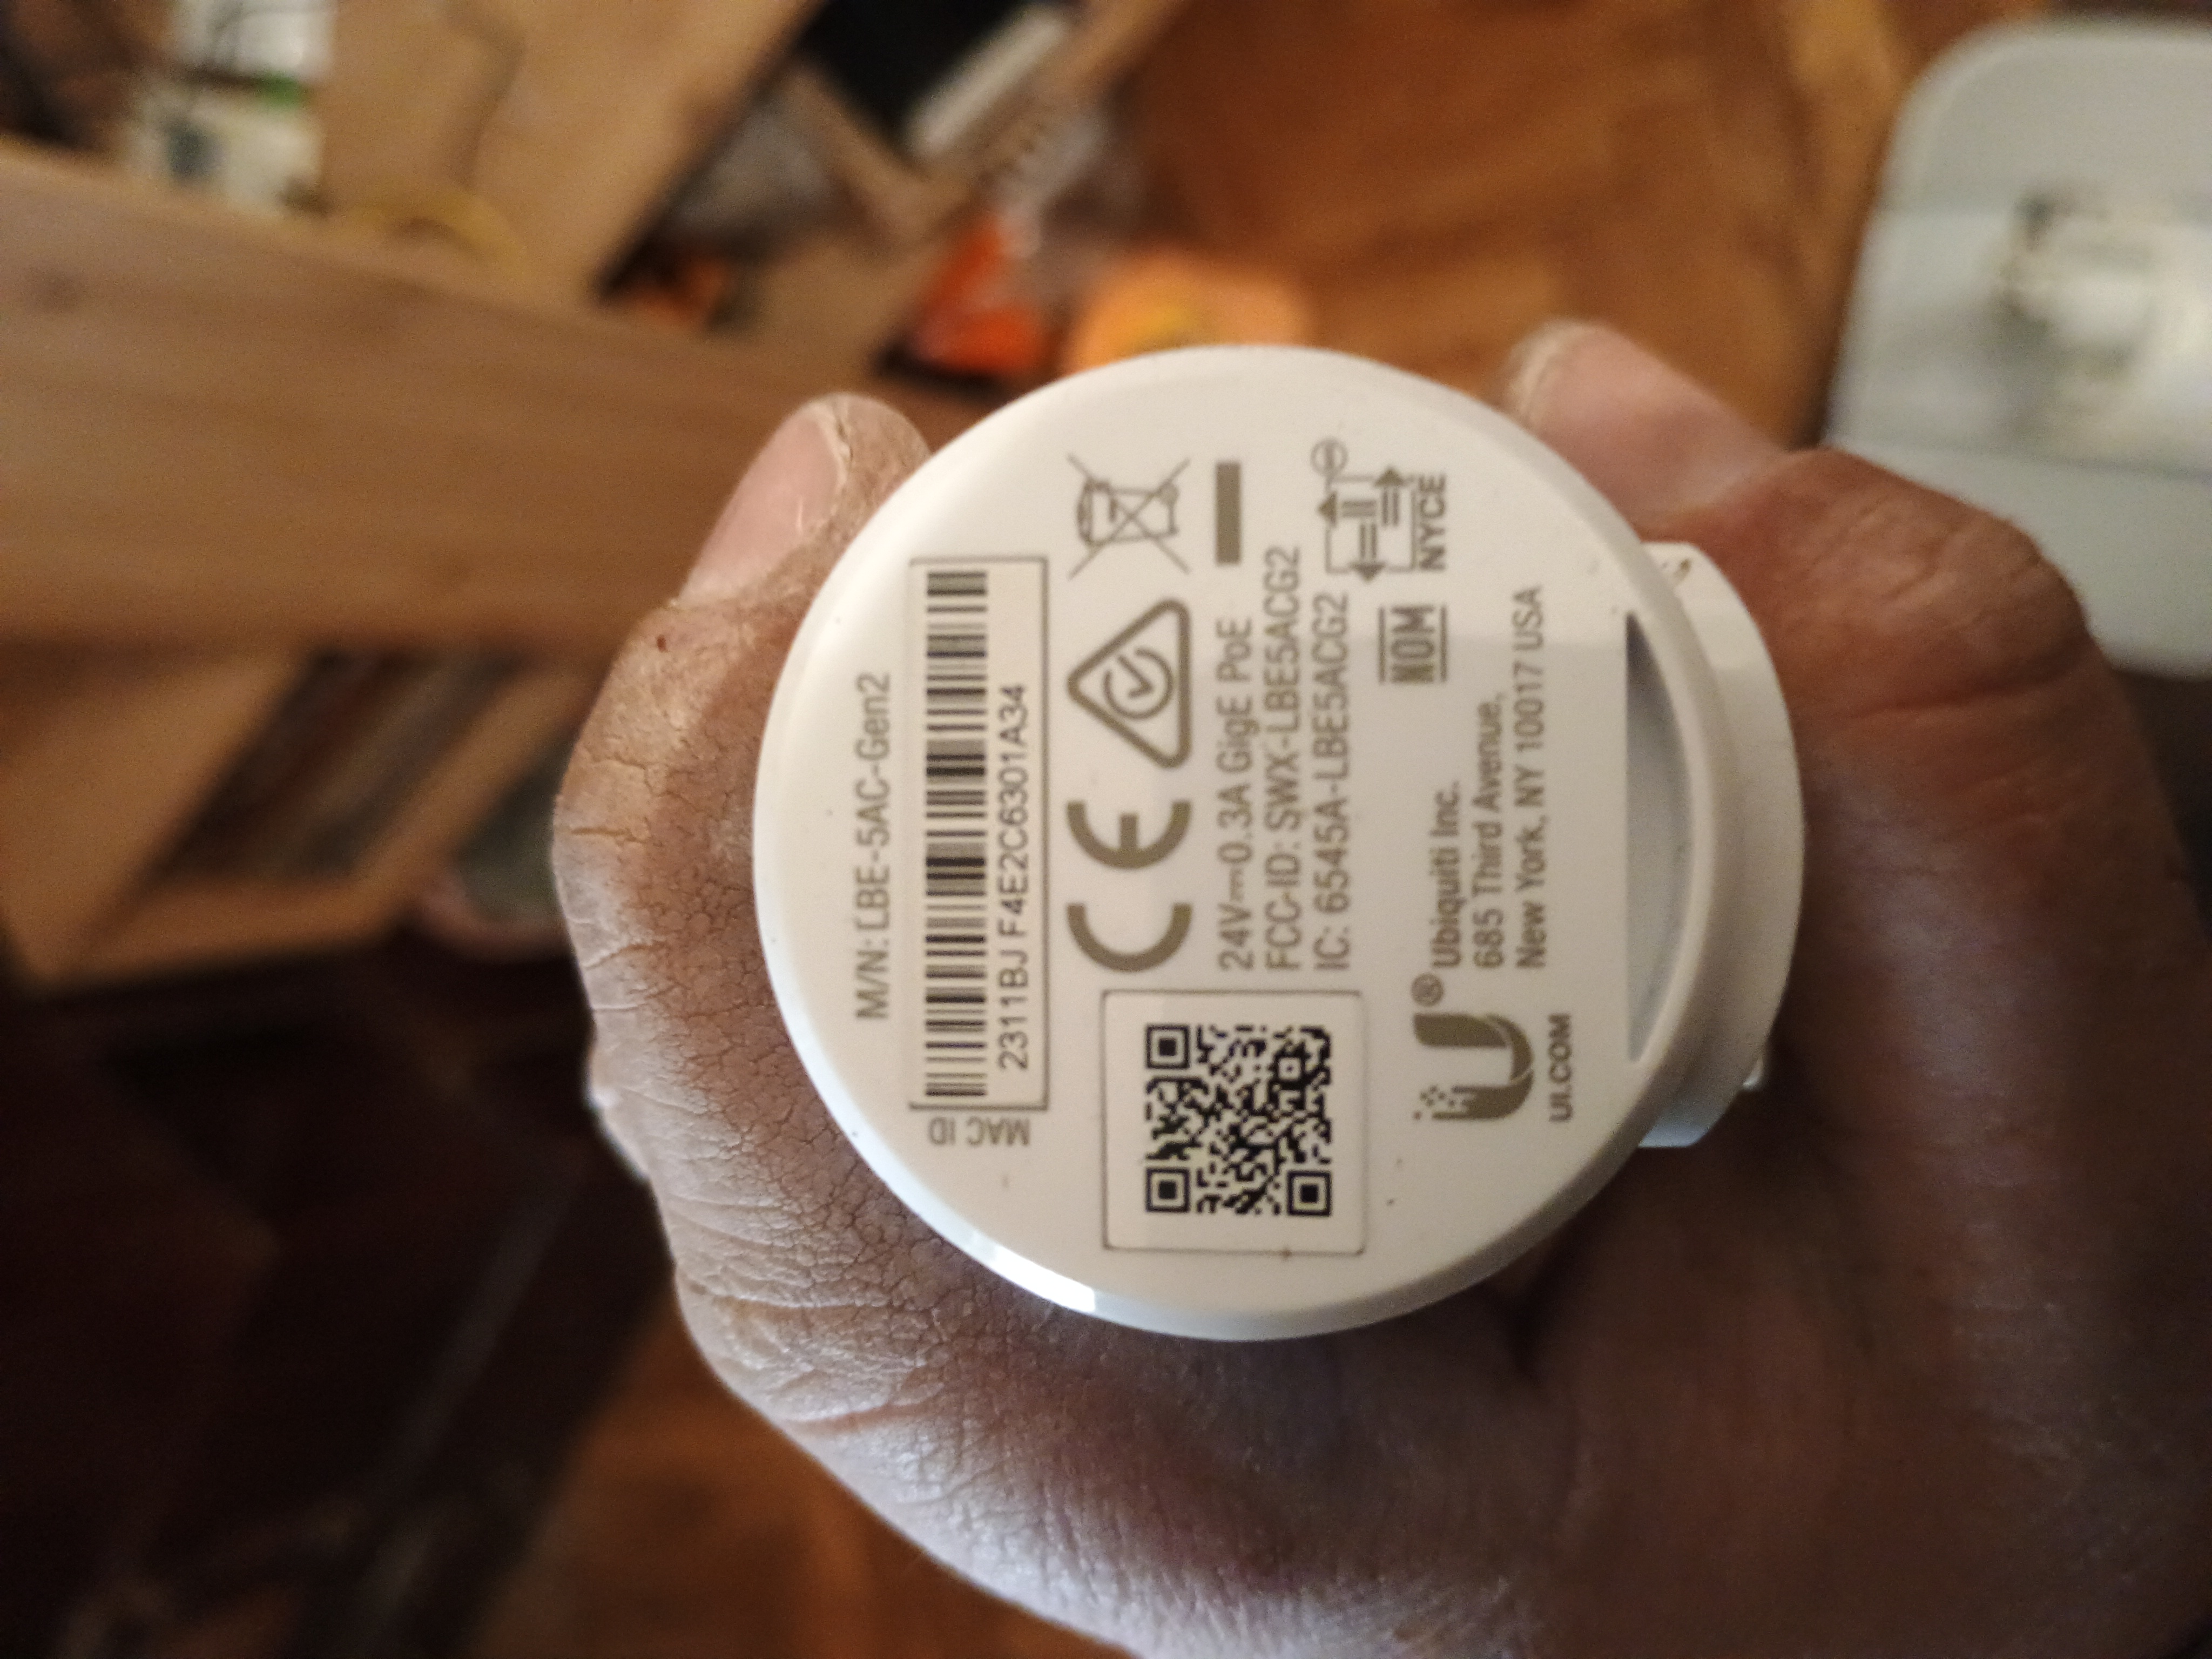 M/N: LBE-5AC-Gen2
MAC ID
2311BJ F4E2C6301A34
CE
24V⎓0.3A GigE PoE
FCC ID: SWX-LBE5ACG2
IC: 6545A-LBE5ACG2
NOM
NYCE
U®
Ubiquiti Inc.
685 Third Avenue,
New York, NY 10017 USA
UI.COM